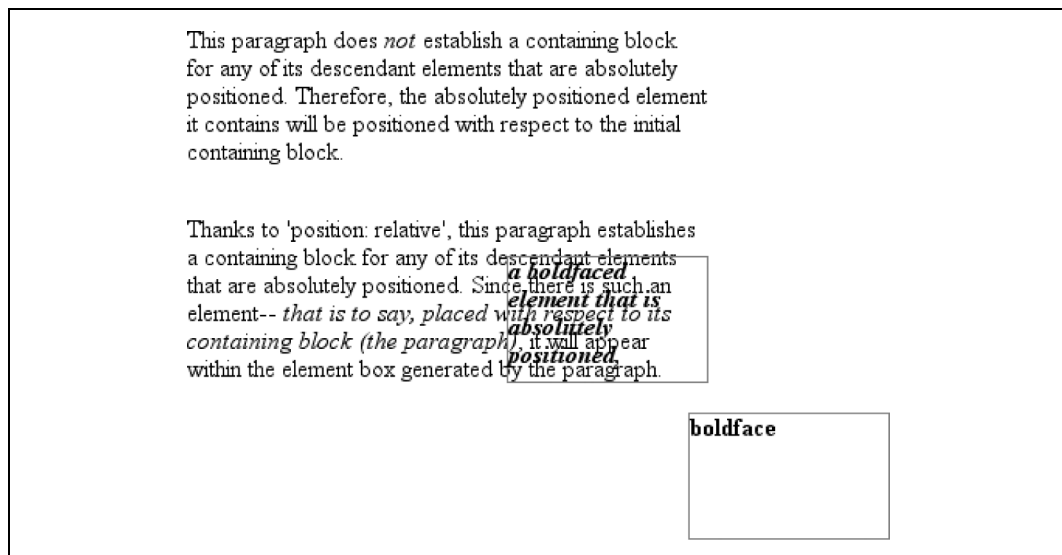 This paragraph does not establish a containing block
for any of its descendant elements that are absolutely
positioned. Therefore, the absolutely positioned element
it contains will be positioned with respect to the initial
containing block.
Thanks to 'position: relative', this paragraph establishes
a containing block for any of its descendant elements
that are absolutely positioned. Since there is such an
element-- that is to say, placed with respect to its
containing block (the paragraph), it will appear
within the element box generated by the paragraph.
a boldfaced
element that is
absolutely
positioned,
boldface